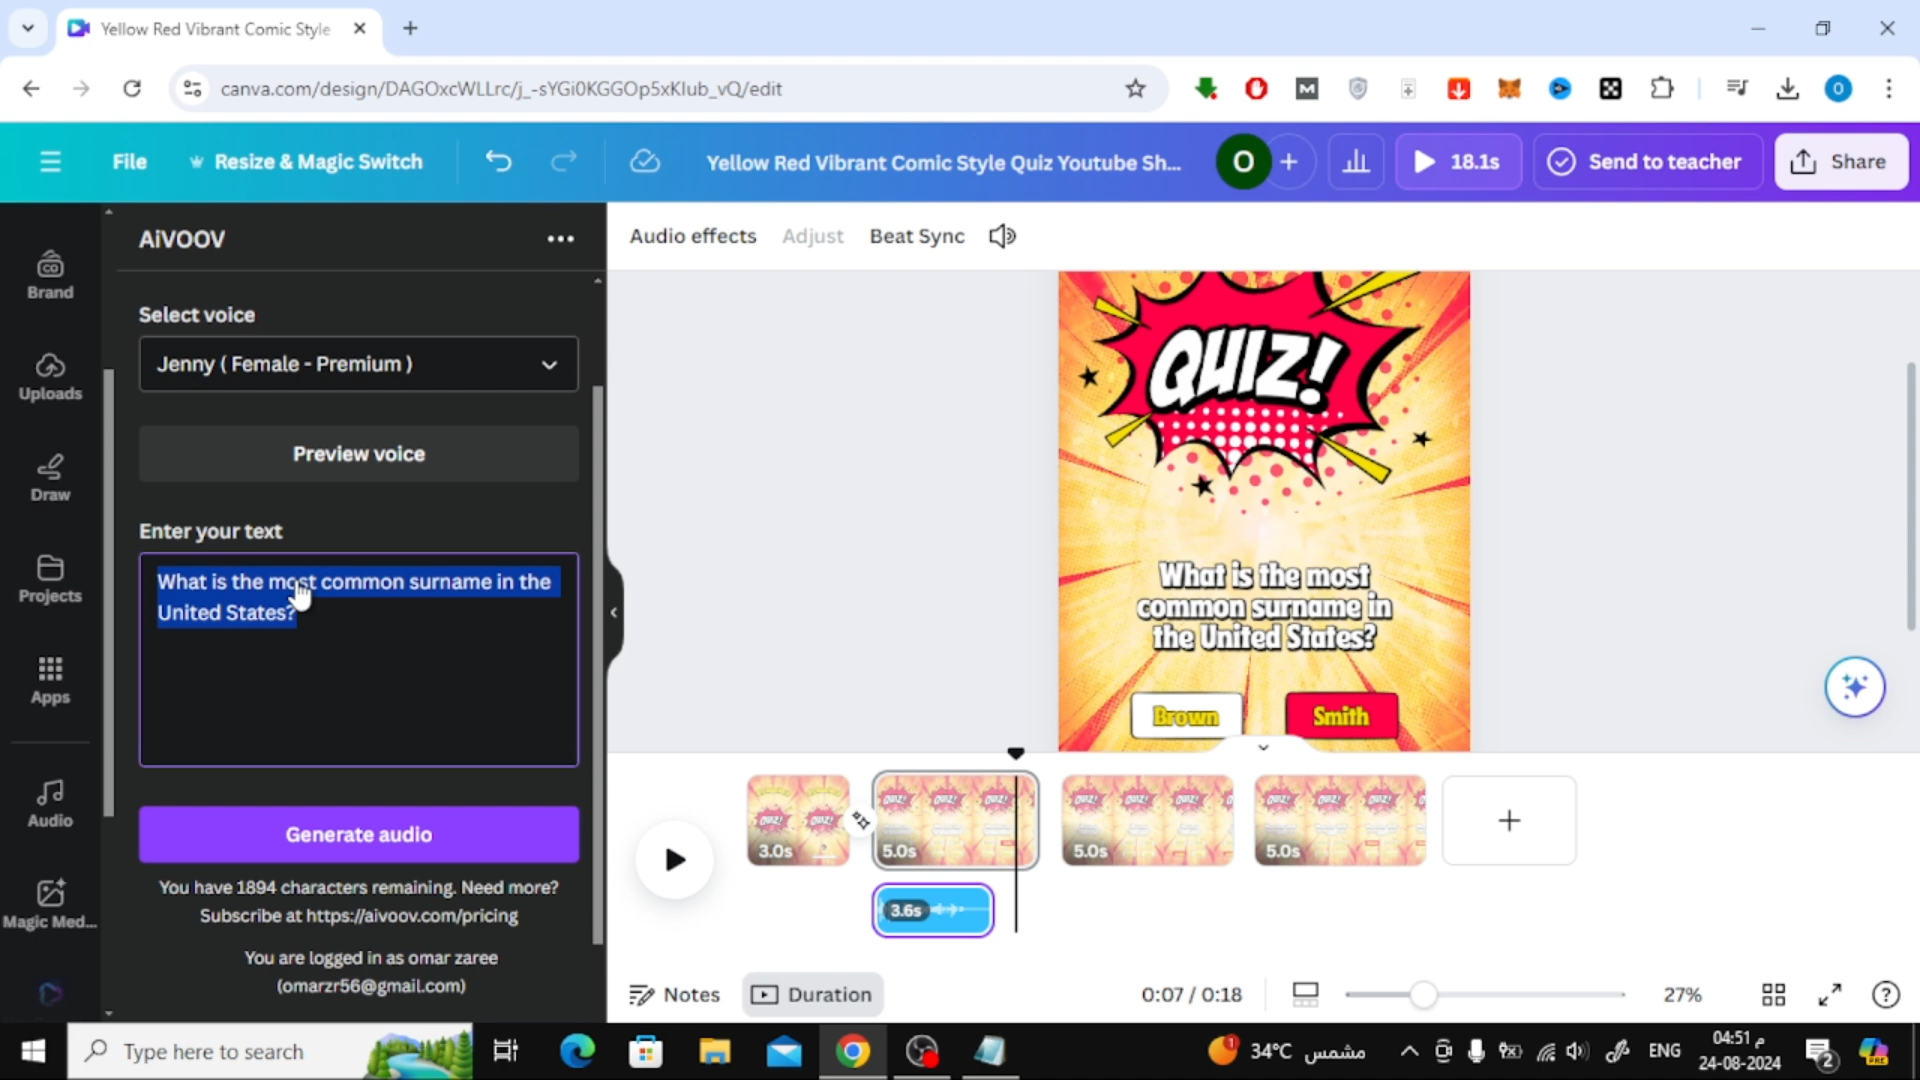 Yellow Red Vibrant Comic Style
canva.com/design/DAGOxcWLLrc/j_-sYGi0KGGOp5xKlub_vQ/edit
File
Resize & Magic Switch
Yellow Red Vibrant Comic Style Quiz Youtube Sh...
O
18.1s
Send to teacher
Share
Brand
Uploads
Draw
Projects
Apps
Audio
Magic Med...
AiVOOV
Select voice
Jenny ( Female - Premium )
Preview voice
Enter your text
What is the most common surname in the
United States?
Generate audio
You have 1894 characters remaining. Need more?
Subscribe at https://aivoov.com/pricing
You are logged in as omar zaree
(omarzr56@gmail.com)
Audio effects
Adjust
Beat Sync
QUIZ!
What is the most
common surname in
the United States?
Brown
Smith
3.0s
5.0s
5.0s
5.0s
3.6s
Notes
Duration
0:07 / 0:18
27%
Type here to search
34°C
مشمس
ENG
04:51 م
24-08-2024
2